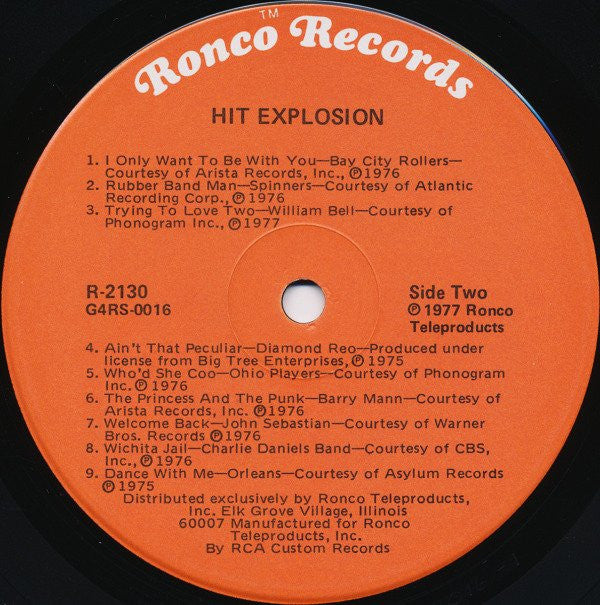 Ronco Records™
HIT EXPLOSION
1. I Only Want To Be With You—Bay City Rollers—
Courtesy of Arista Records, Inc., ℗ 1976
2. Rubber Band Man—Spinners—Courtesy of Atlantic
Recording Corp., ℗ 1976
3. Trying To Love Two—William Bell—Courtesy of
Phonogram Inc., ℗ 1977
R-2130
G4RS-0016
Side Two
℗ 1977 Ronco
Teleproducts
4. Ain't That Peculiar—Diamond Reo—Produced under
license from Big Tree Enterprises, ℗ 1975
5. Who'd She Coo—Ohio Players—Courtesy of Phonogram
Inc. ℗ 1976
6. The Princess And The Punk—Barry Mann—Courtesy of
Arista Records, Inc. ℗ 1976
7. Welcome Back—John Sebastian—Courtesy of Warner
Bros. Records ℗ 1976
8. Wichita Jail—Charlie Daniels Band—Courtesy of CBS,
Inc., ℗ 1976
9. Dance With Me—Orleans—Courtesy of Asylum Records
℗ 1975
Distributed exclusively by Ronco Teleproducts,
Inc. Elk Grove Village, Illinois
60007 Manufactured for Ronco
Teleproducts, Inc.
By RCA Custom Records